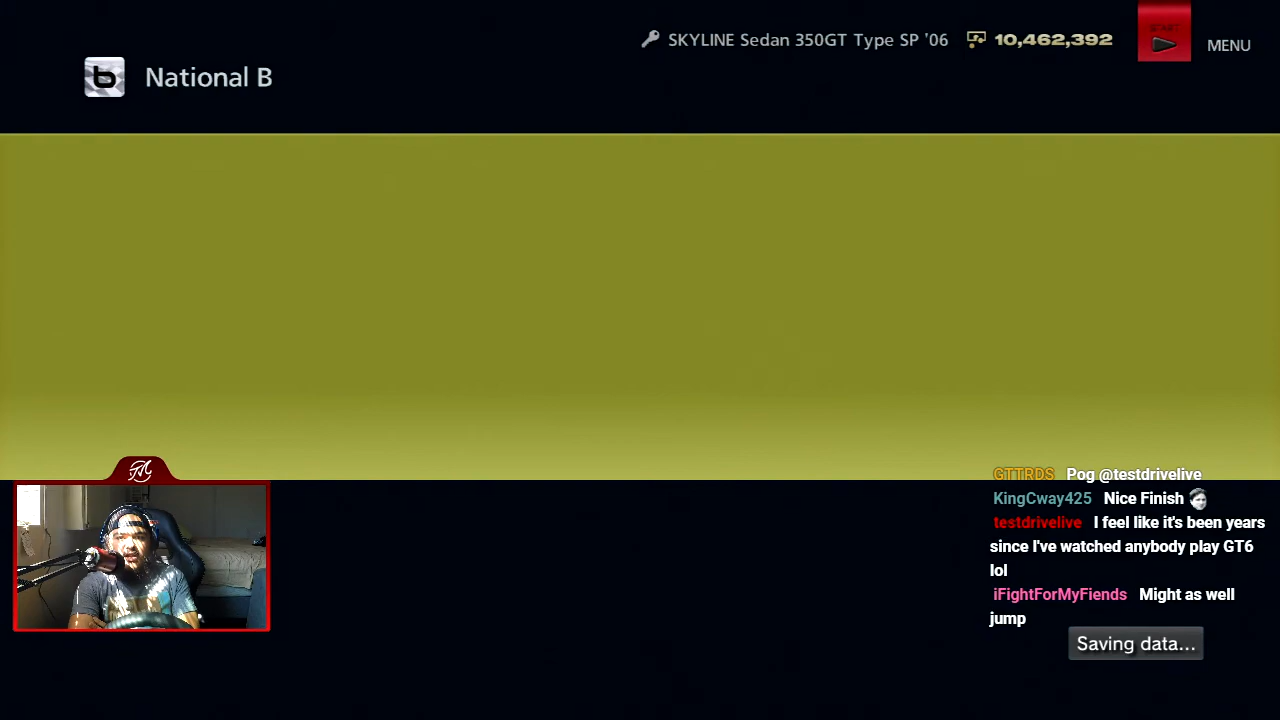 SKYLINE Sedan 350GT Type SP '06 10,462,392 START MENU
b National B
GTTRDS Pog @testdrivelive
KingCway425 Nice Finish
testdrivelive I feel like it's been years
since I've watched anybody play GT6
lol
iFightForMyFiends Might as well
jump
Saving data...